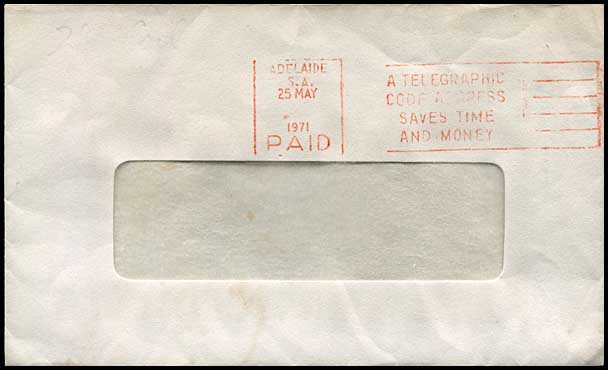 ADELAIDE
S.A.
25 MAY
1971
PAID
A TELEGRAPHIC
CODE ADDRESS
SAVES TIME
AND MONEY